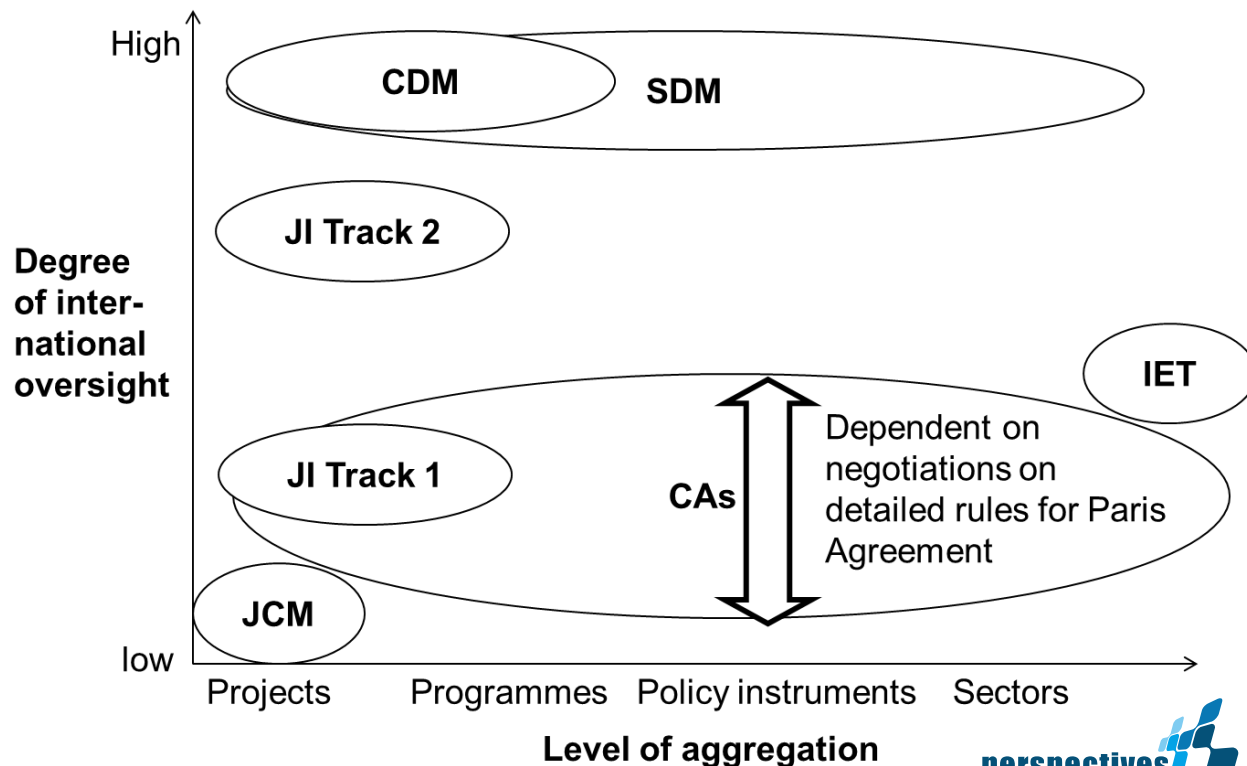 High
CDM
SDM
JI Track 2
Degree
of inter-
national
oversight
IET
Dependent on
negotiations on
detailed rules for Paris
Agreement
CAs
JI Track 1
JCM
low
Projects
Programmes
Policy instruments
Sectors
Level of aggregation
perspectives